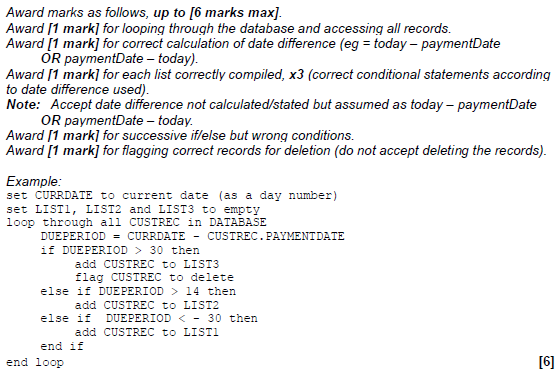 Award marks as follows, up to [6 marks max].
Award [1 mark] for looping through the database and accessing all records.
Award [1 mark] for correct calculation of date difference (eg = today – paymentDate
OR paymentDate – today).
Award [1 mark] for each list correctly compiled, x3 (correct conditional statements according
to date difference used).
Note: Accept date difference not calculated/stated but assumed as today – paymentDate
OR paymentDate – today.
Award [1 mark] for successive if/else but wrong conditions.
Award [1 mark] for flagging correct records for deletion (do not accept deleting the records).
Example:
set CURRDATE to current date (as a day number)
set LIST1, LIST2 and LIST3 to empty
loop through all CUSTREC in DATABASE
DUEPERIOD = CURRDATE - CUSTREC.PAYMENTDATE
if DUEPERIOD > 30 then
add CUSTREC to LIST3
flag CUSTREC to delete
else if DUEPERIOD > 14 then
add CUSTREC to LIST2
else if DUEPERIOD < - 30 then
add CUSTREC to LIST1
end if
end loop [6]